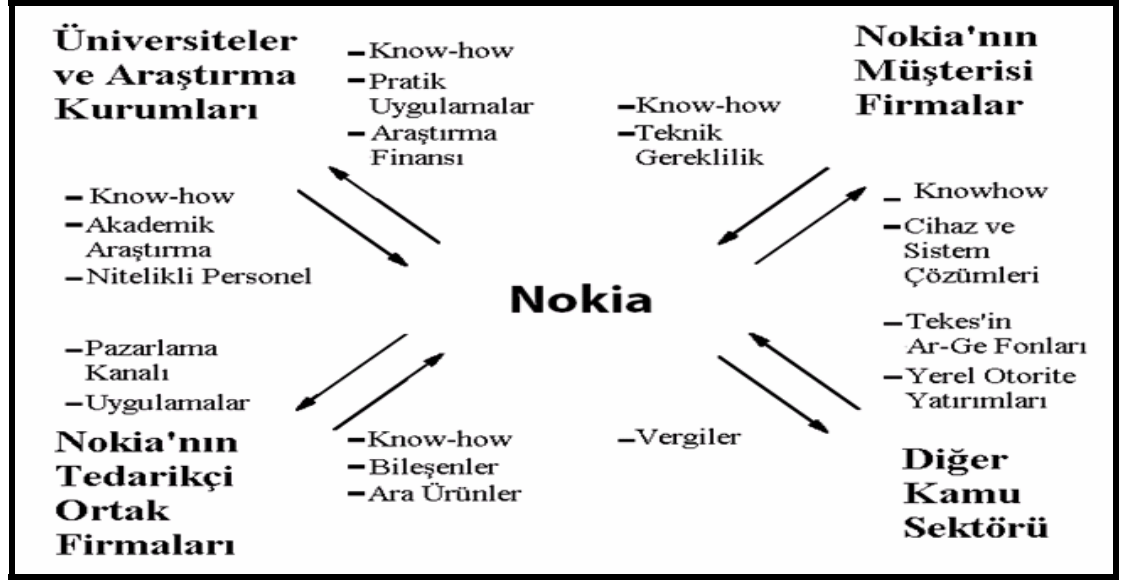 Üniversiteler
ve Araştırma
Kurumları
– Know-how
– Pratik
Uygulamalar
– Araştırma
Finansı
– Know-how
– Teknik
Gereklilik
Nokia'nın
Müşterisi
Firmalar
– Know-how
– Akademik
Araştırma
– Nitelikli Personel
_ Knowhow
– Cihaz ve
Sistem
Çözümleri
Nokia
– Pazarlama
Kanalı
– Uygulamalar
– Tekes'in
Ar-Ge Fonları
– Yerel Otorite
Yatırımları
Nokia'nın
Tedarikçi
Ortak
Firmaları
– Know-how
– Bileşenler
– Ara Ürünler
– Vergiler
Diğer
Kamu
Sektörü